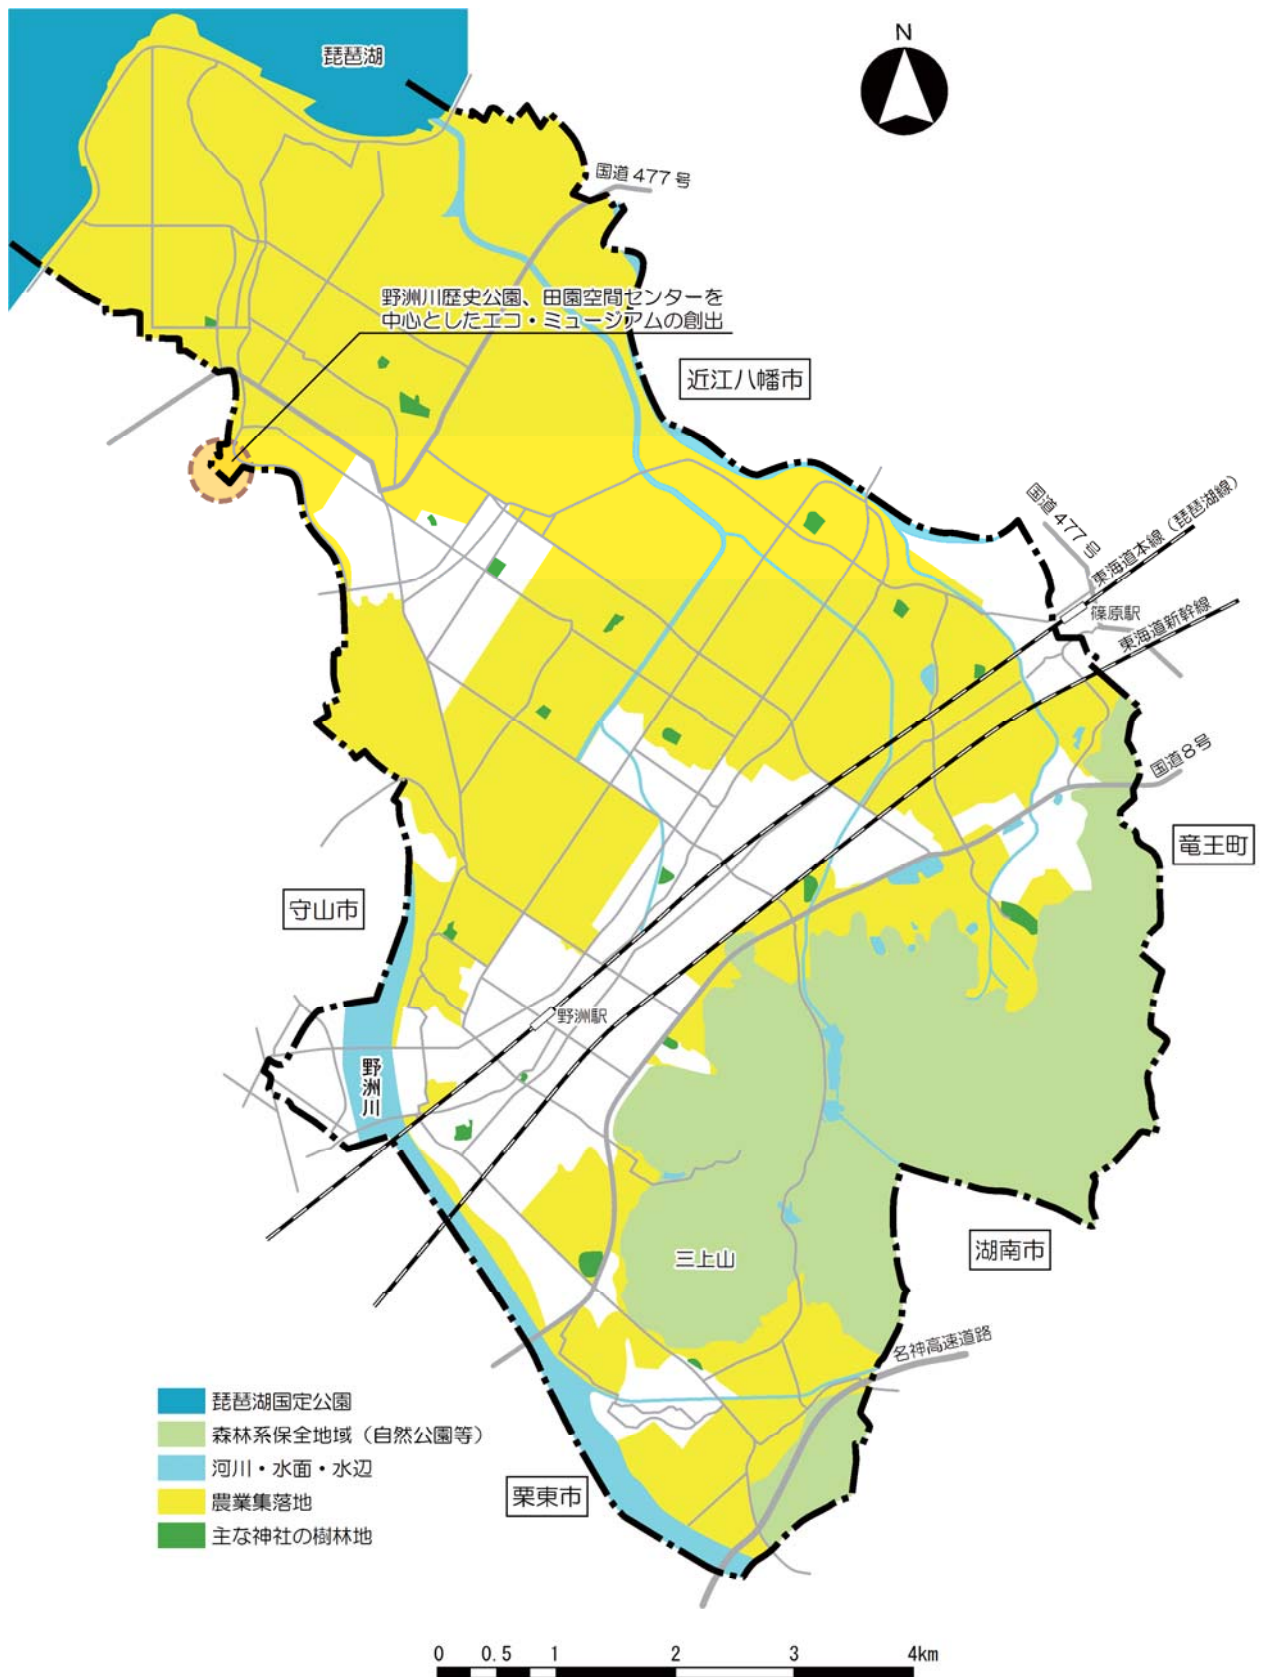 琵琶湖
N
国道477号
野洲川歴史公園、田園空間センターを
中心としたエコ・ミュージアムの創出
近江八幡市
国道477号
東海道本線（琵琶湖線）
篠原駅
東海道新幹線
国道8号
竜王町
守山市
野洲駅
野洲川
三上山
湖南市
名神高速道路
琵琶湖国定公園
森林系保全地域（自然公園等）
河川・水面・水辺
農業集落地
主な神社の樹林地
栗東市
0 0.5 1 2 3 4km